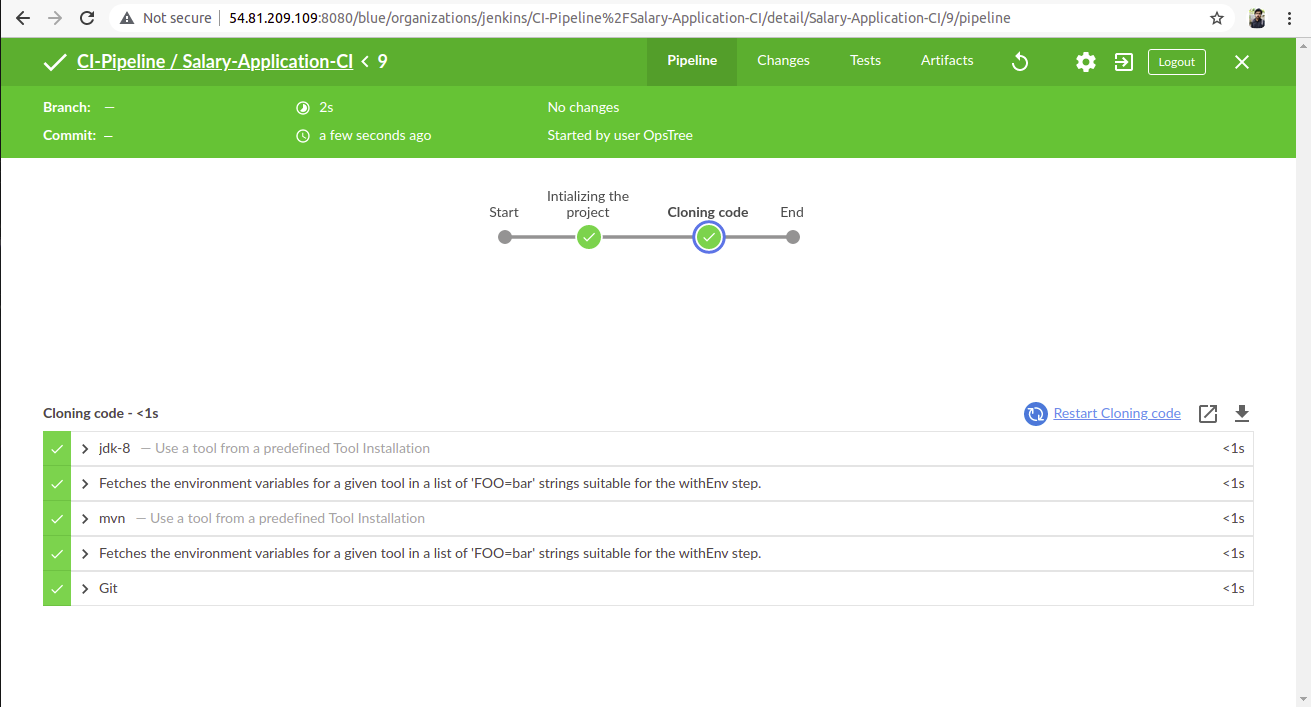 Not secure | 54.81.209.109:8080/blue/organizations/jenkins/CI-Pipeline%2FSalary-Application-CI/detail/Salary-Application-CI/9/pipeline
CI-Pipeline / Salary-Application-CI < 9 Pipeline Changes Tests Artifacts Logout
Branch: — 2s No changes
Commit: — a few seconds ago Started by user OpsTree
Intializing the
Start project Cloning code End
Cloning code - <1s Restart Cloning code
jdk-8 — Use a tool from a predefined Tool Installation <1s
Fetches the environment variables for a given tool in a list of 'FOO=bar' strings suitable for the withEnv step. <1s
mvn — Use a tool from a predefined Tool Installation <1s
Fetches the environment variables for a given tool in a list of 'FOO=bar' strings suitable for the withEnv step. <1s
Git <1s